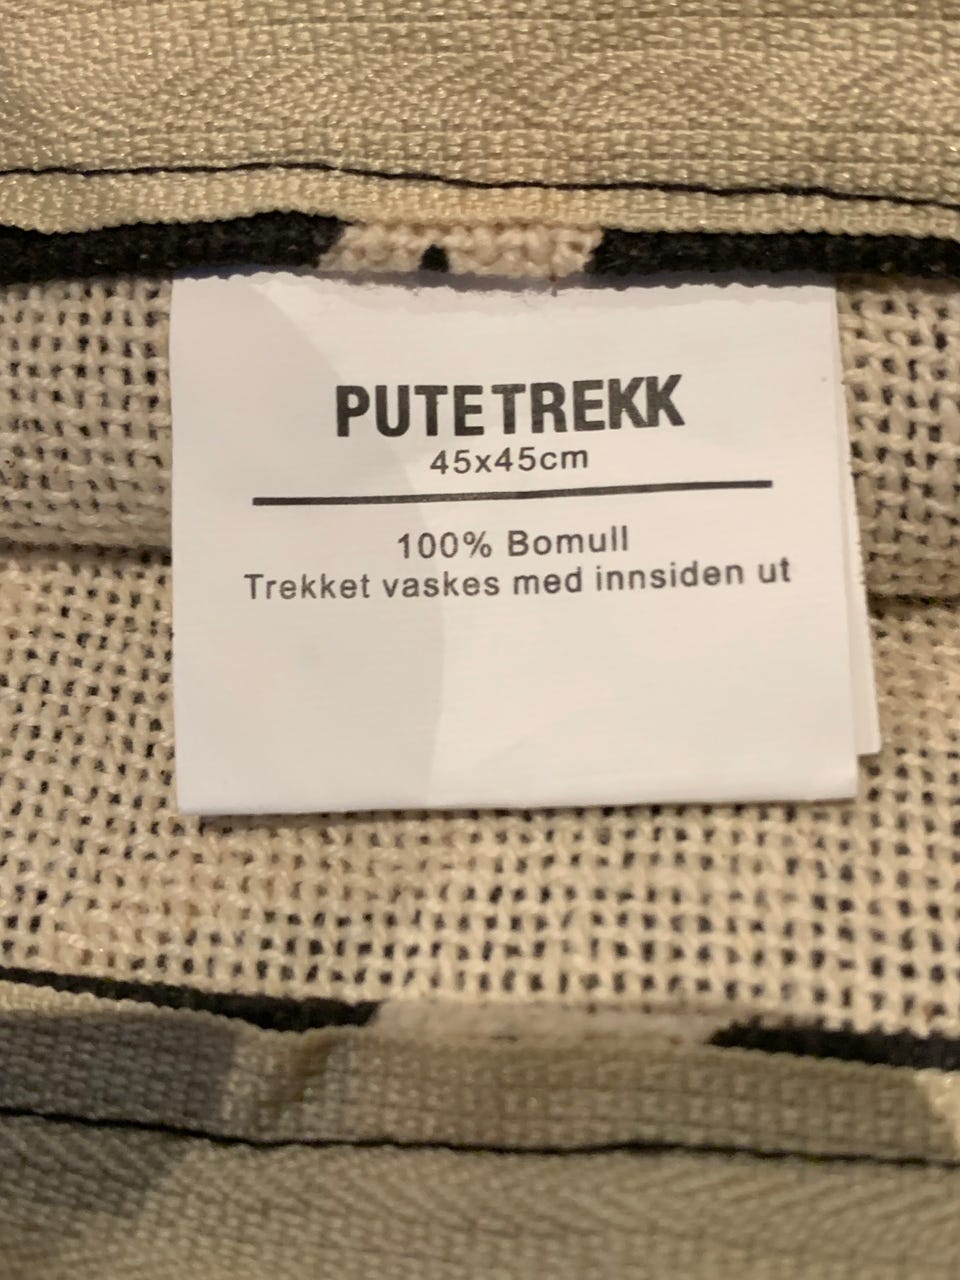 PUTETREKK
45x45cm
100% Bomull
Trekket vaskes med innsiden ut